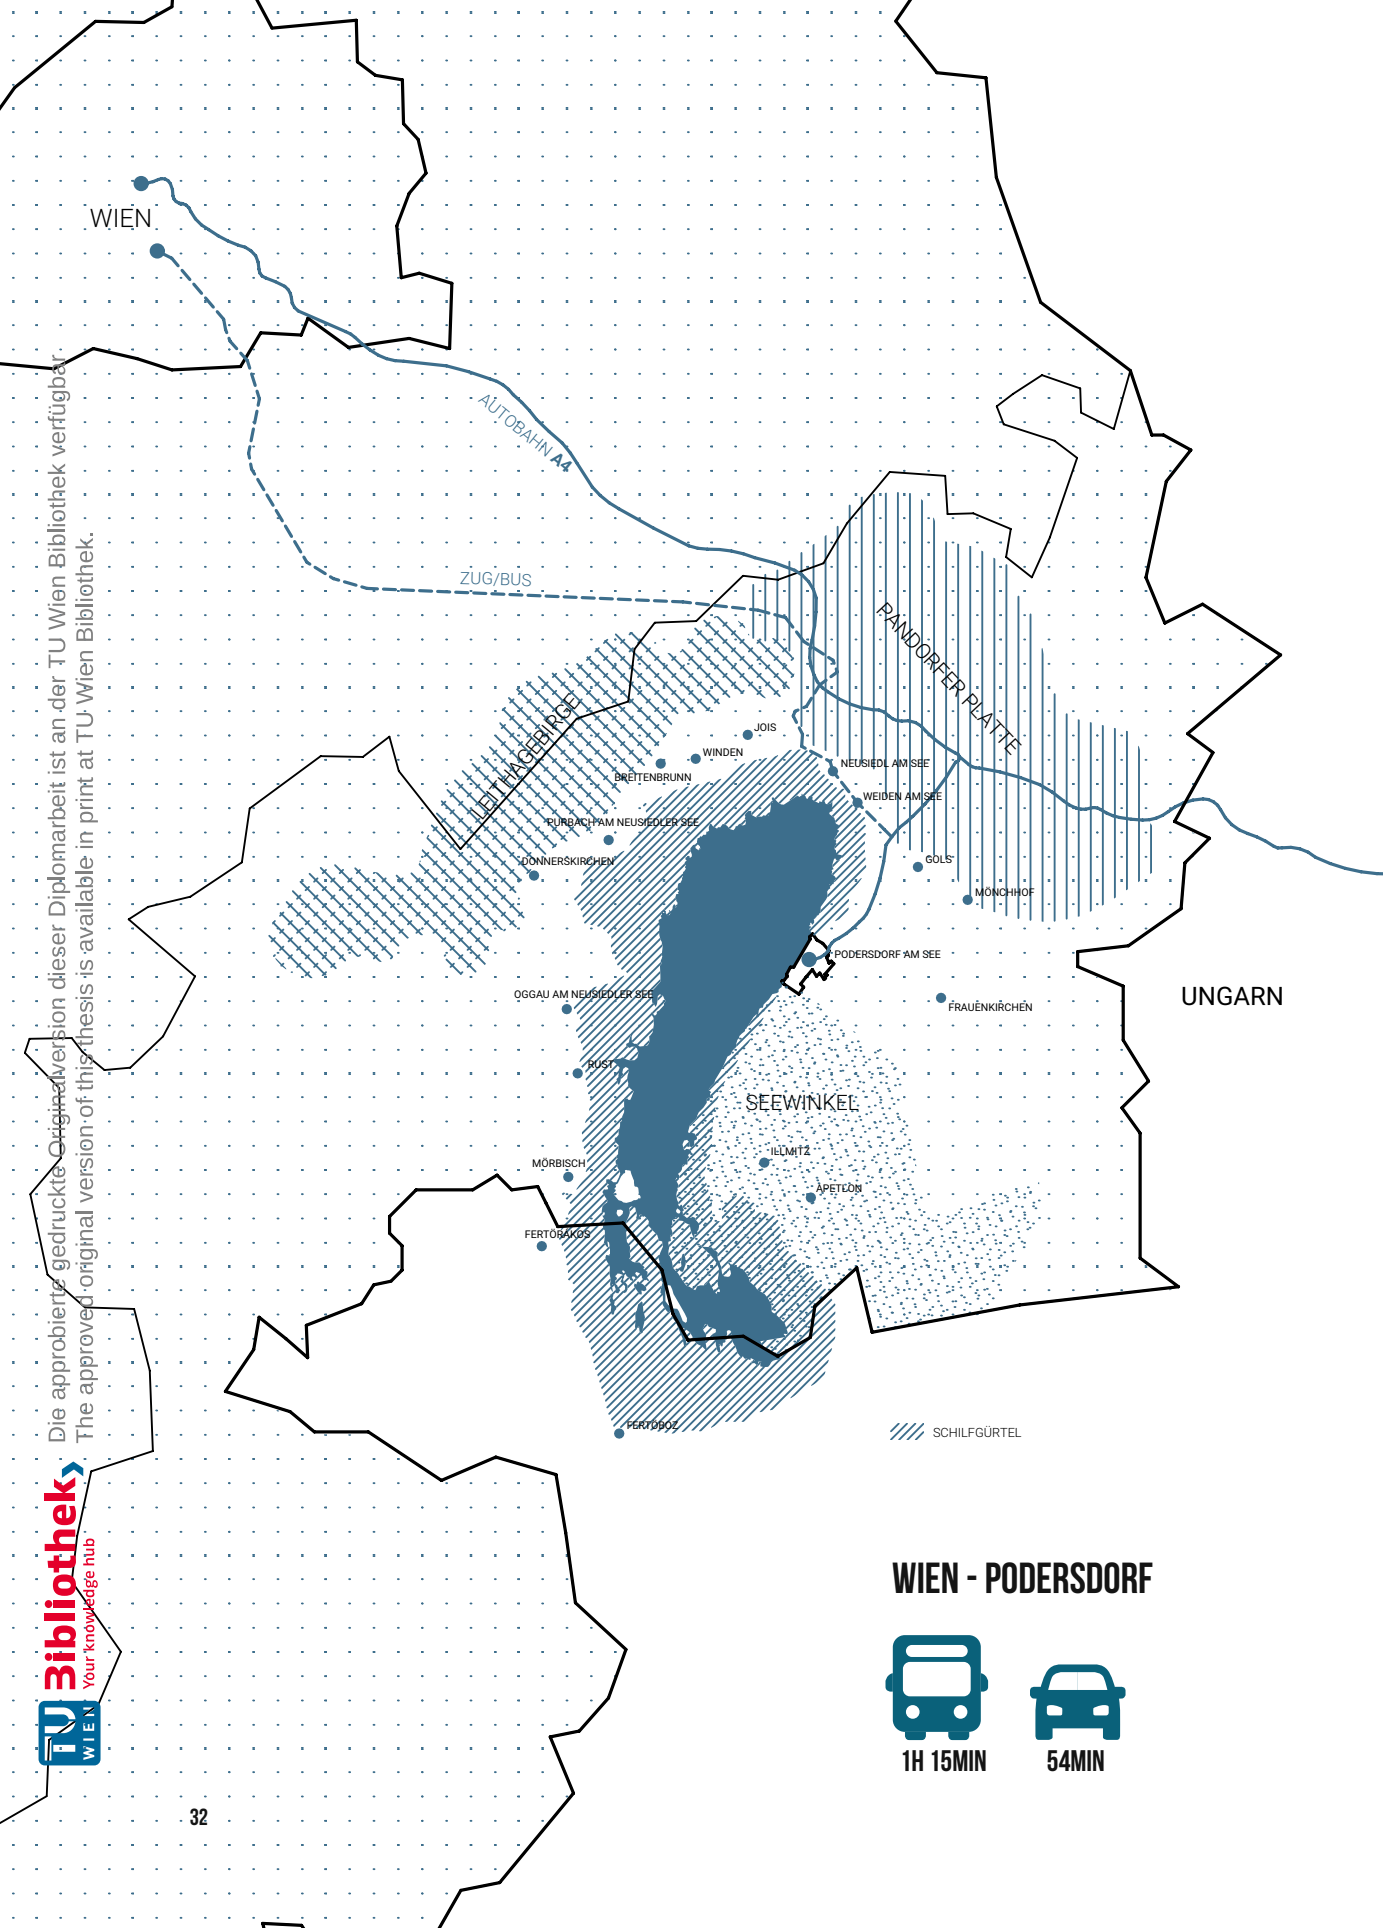 WIEN
AUTOBAHN A4
ZUG/BUS
PANDORFER PLATTE
LEITHAGEBIRGE
JOIS
WINDEN
BREITENBRUNN
NEUSIEDL AM SEE
WEIDEN AM SEE
PURBACH AM NEUSIEDLER SEE
DONNERSKIRCHEN
GOLS
MÖNCHHOF
PODERSDORF AM SEE
OGGAU AM NEUSIEDLER SEE
FRAUENKIRCHEN
UNGARN
RUST
SEEWINKEL
ILLMITZ
MÖRBISCH
APETLON
FERTÖRAKOS
FERTÖBOZ
SCHILFGÜRTEL
WIEN - PODERSDORF
1H 15MIN
54MIN
32
Die approbierte gedruckte Originalversion dieser Diplomarbeit ist an der TU Wien Bibliothek verfügbar
The approved original version of this thesis is available in print at TU Wien Bibliothek.
TU
WIEN
Bibliothek
Your knowledge hub